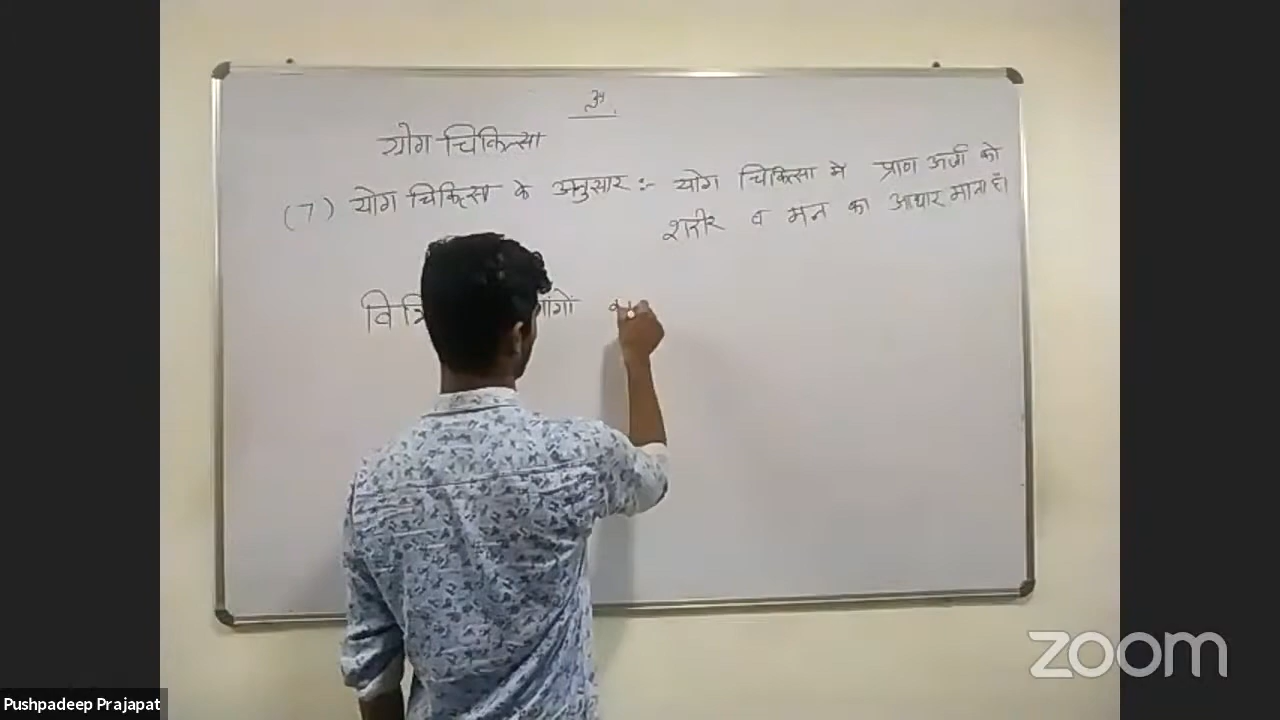 ॐ
योग चिकित्सा
(7) योग चिकित्सा के अनुसार :- योग चिकित्सा मे प्राण ऊर्जा को
शरीर व मन का आधार माना है।
zoom
Pushpadeep Prajapat